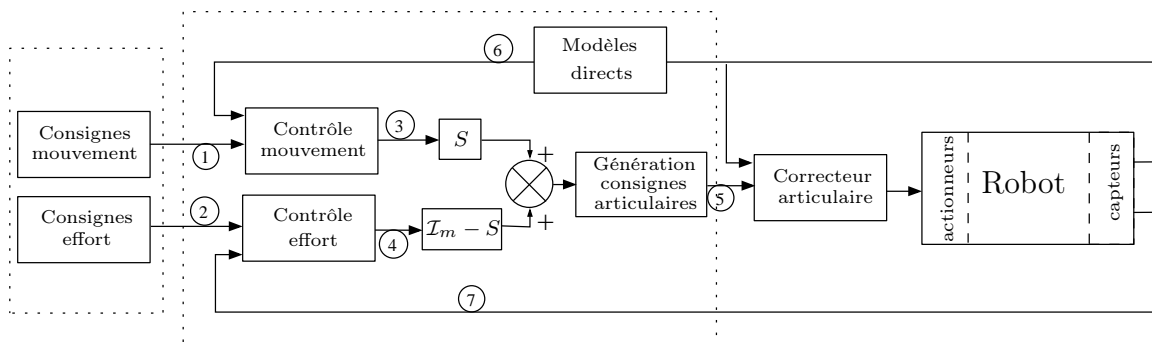 6
Modèles
directs
Consignes
mouvement
1
Contrôle
mouvement
3
S
+
Génération
consignes
articulaires
5
Correcteur
articulaire
actionneurs
Robot
capteurs
Consignes
effort
2
Contrôle
effort
4
ℐm − S
+
7